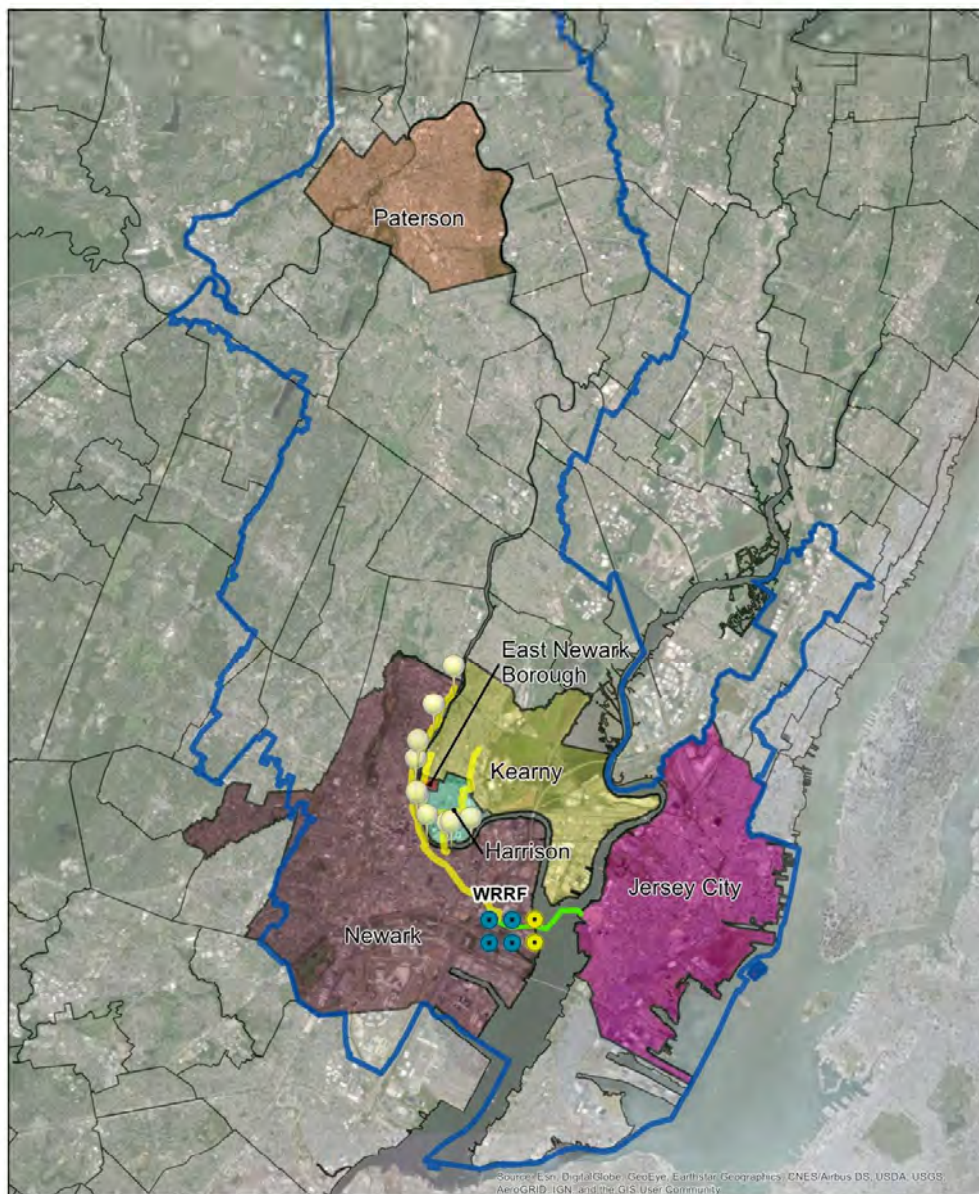 Paterson
East Newark
Borough
Kearny
Harrison
WRRF
Jersey City
Newark
Source: Esri, DigitalGlobe, GeoEye, Earthstar Geographics, CNES/Airbus DS, USDA, USGS,
AeroGRID, IGN, and the GIS User Community